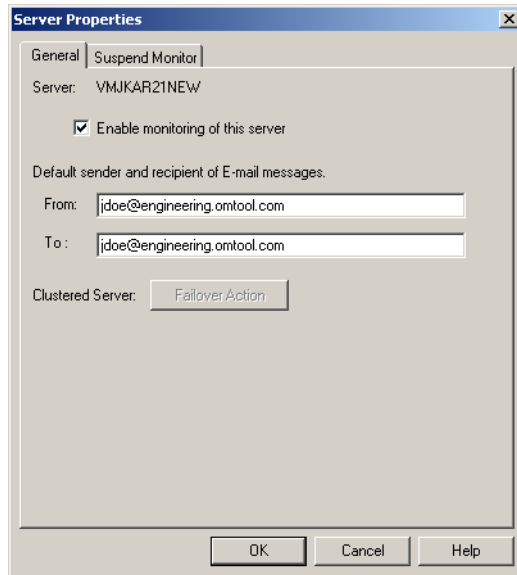 Server Properties
General Suspend Monitor
Server: VMJKAR21NEW
Enable monitoring of this server
Default sender and recipient of E-mail messages.
From: jdoe@engineering.omtool.com
To : jdoe@engineering.omtool.com
Clustered Server: Failover Action
OK Cancel Help